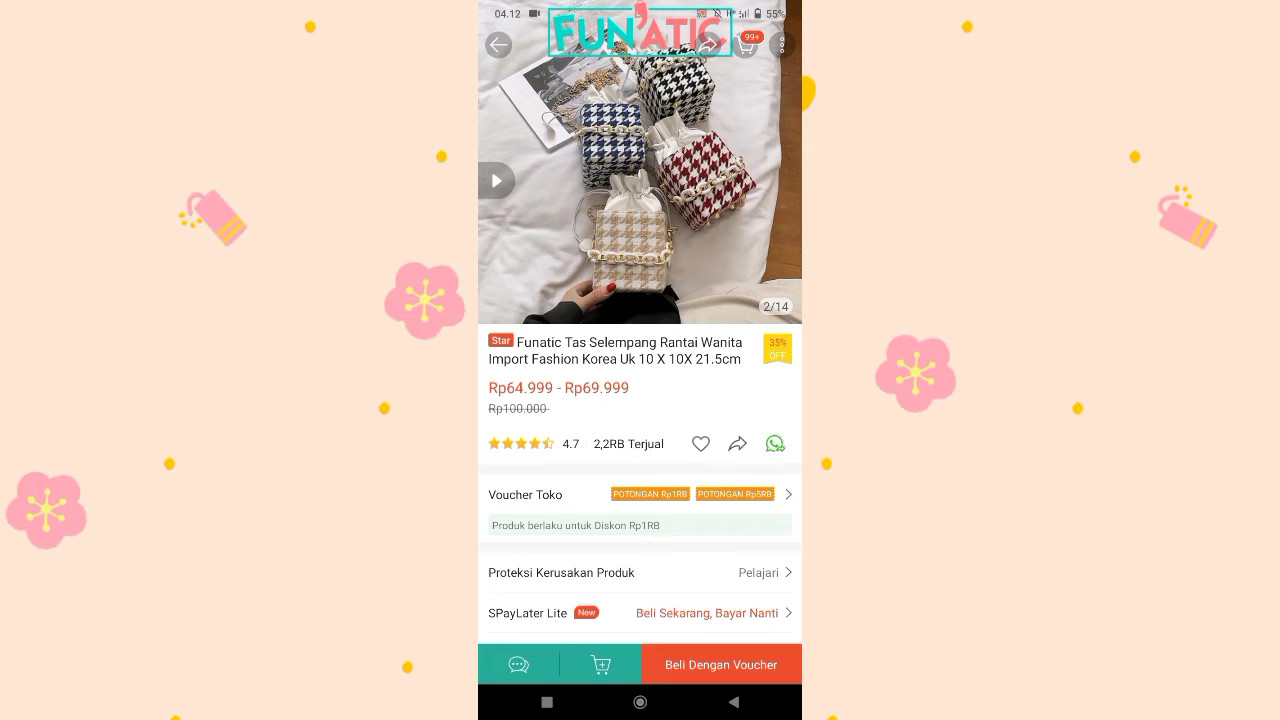 04.12
55%
FUN'ATIC
99+
2/14
Star Funatic Tas Selempang Rantai Wanita
Import Fashion Korea Uk 10 X 10X 21.5cm
35%
OFF
Rp64.999 - Rp69.999
Rp100.000
4.7 2,2RB Terjual
Voucher Toko POTONGAN Rp1RB POTONGAN Rp5RB
Produk berlaku untuk Diskon Rp1RB
Proteksi Kerusakan Produk Pelajari
SPayLater Lite New Beli Sekarang, Bayar Nanti
Beli Dengan Voucher